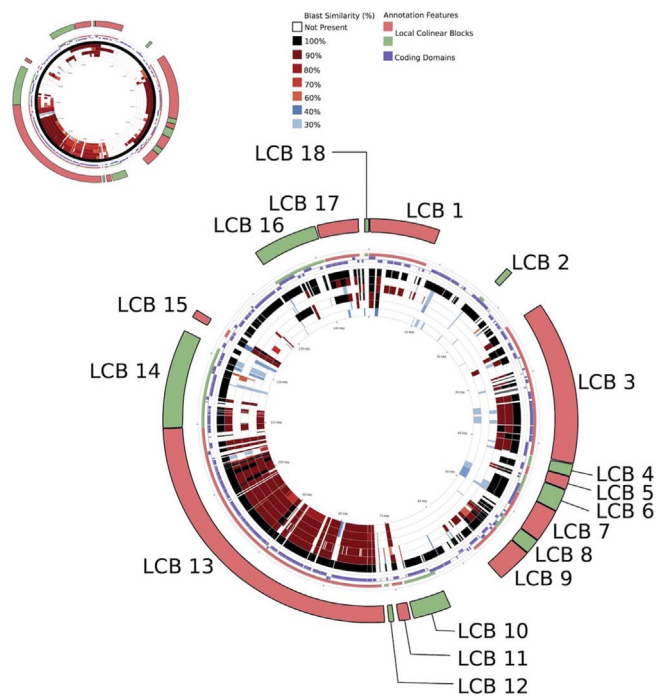 Blast Similarity (%)
Not Present
100%
90%
80%
70%
60%
40%
30%
Annotation Features
Local Colinear Blocks
Coding Domains
LCB 18
LCB 17
LCB 1
LCB 16
LCB 2
LCB 15
LCB 14
LCB 3
LCB 4
LCB 5
LCB 6
LCB 7
LCB 8
LCB 9
LCB 13
LCB 10
LCB 11
LCB 12